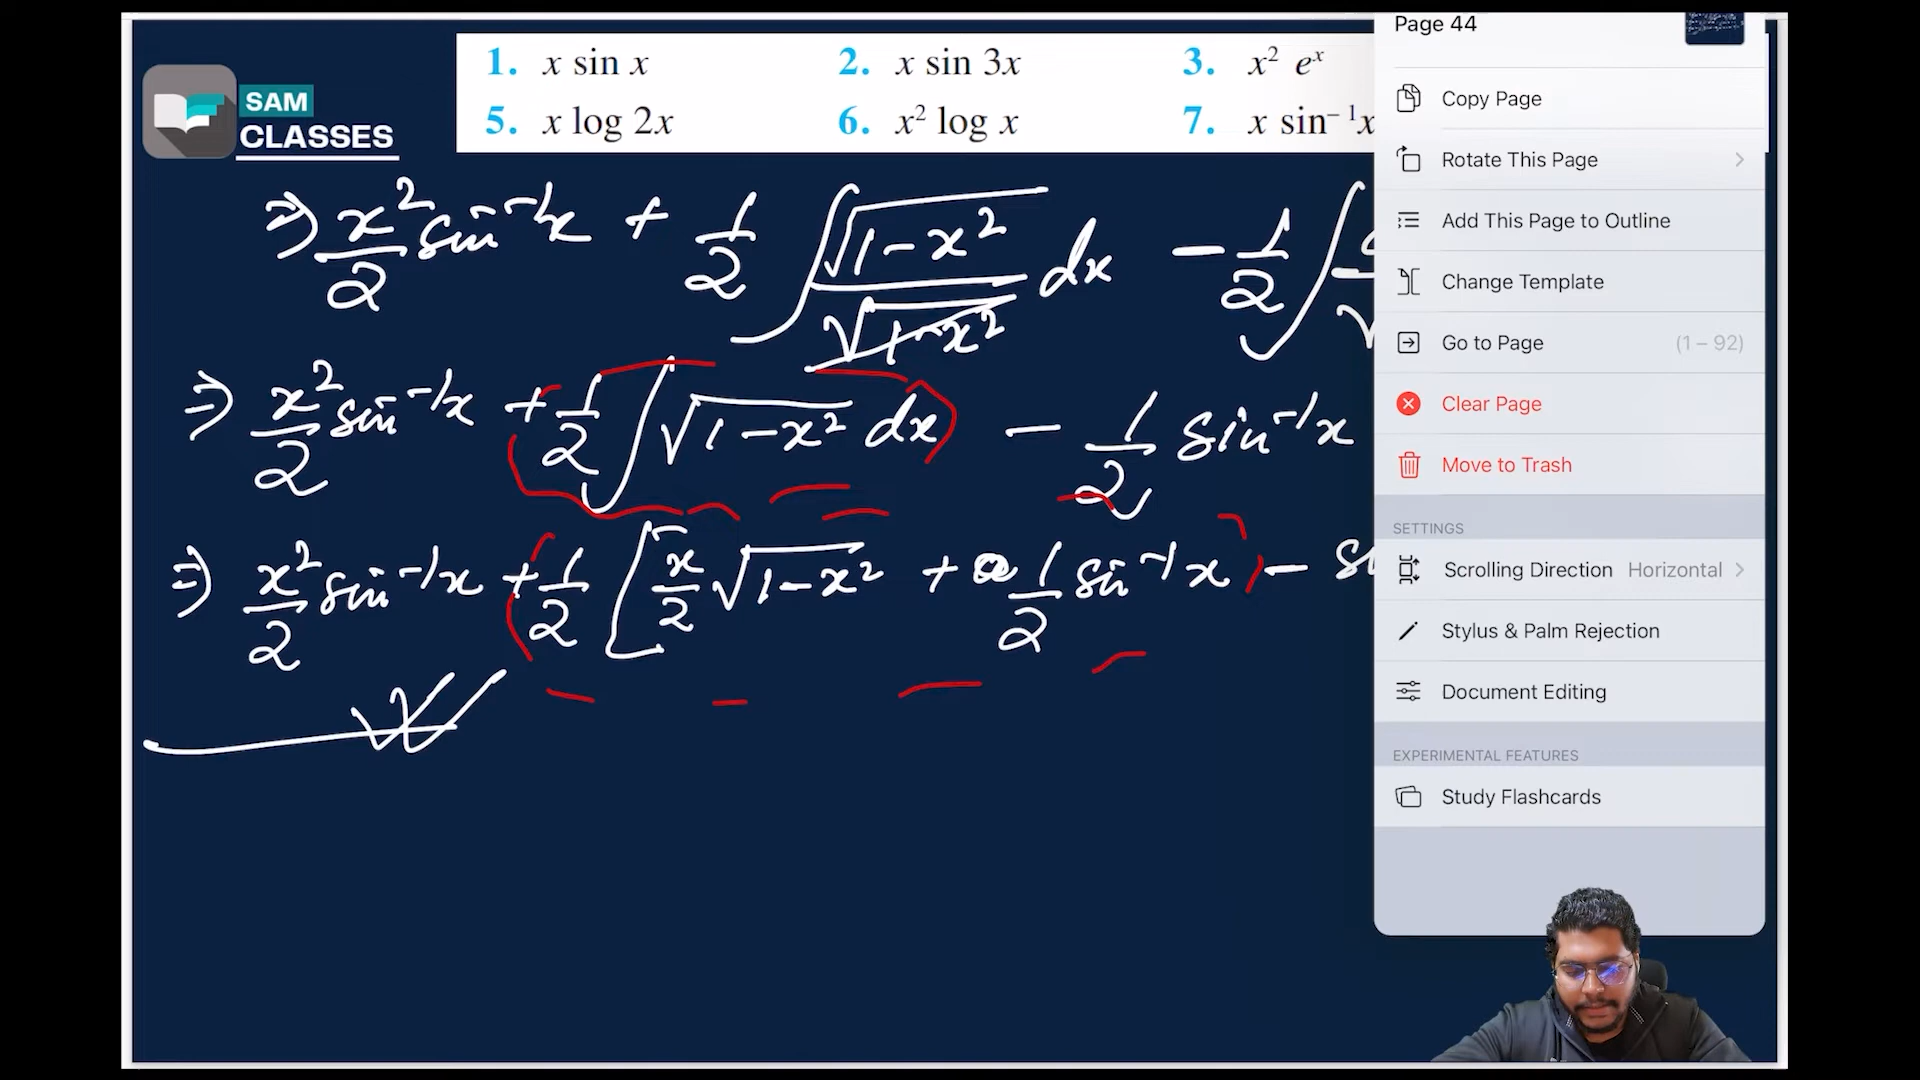 SAM
CLASSES
1. x sin x 2. x sin 3x 3. x² eˣ
5. x log 2x 6. x² log x 7. x sin⁻¹x
⇒ x²/2 sin⁻¹x + 1/2 ∫ √(1-x²)/√(1-x²) dx - 1/2 ∫
⇒ x²/2 sin⁻¹x + 1/2 ∫ √(1-x²) dx - 1/2 sin⁻¹x
⇒ x²/2 sin⁻¹x + 1/2 [x/2 √(1-x²) + 1/2 sin⁻¹x -
Page 44
Copy Page
Rotate This Page
Add This Page to Outline
Change Template
Go to Page (1 – 92)
Clear Page
Move to Trash
SETTINGS
Scrolling Direction Horizontal
Stylus & Palm Rejection
Document Editing
EXPERIMENTAL FEATURES
Study Flashcards